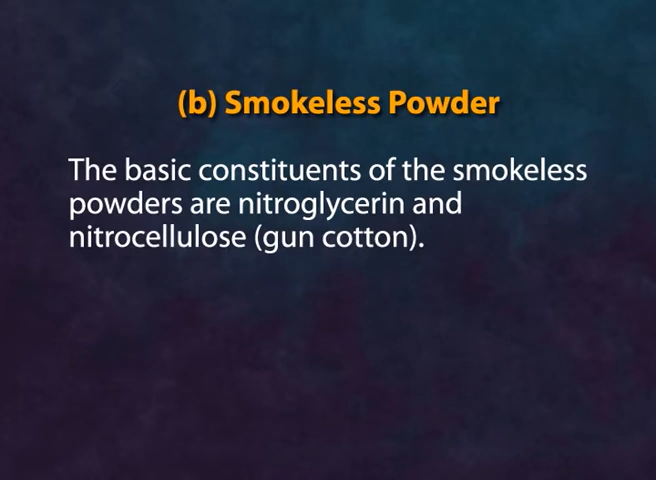 (b) Smokeless Powder
The basic constituents of the smokeless
powders are nitroglycerin and
nitrocellulose (gun cotton).